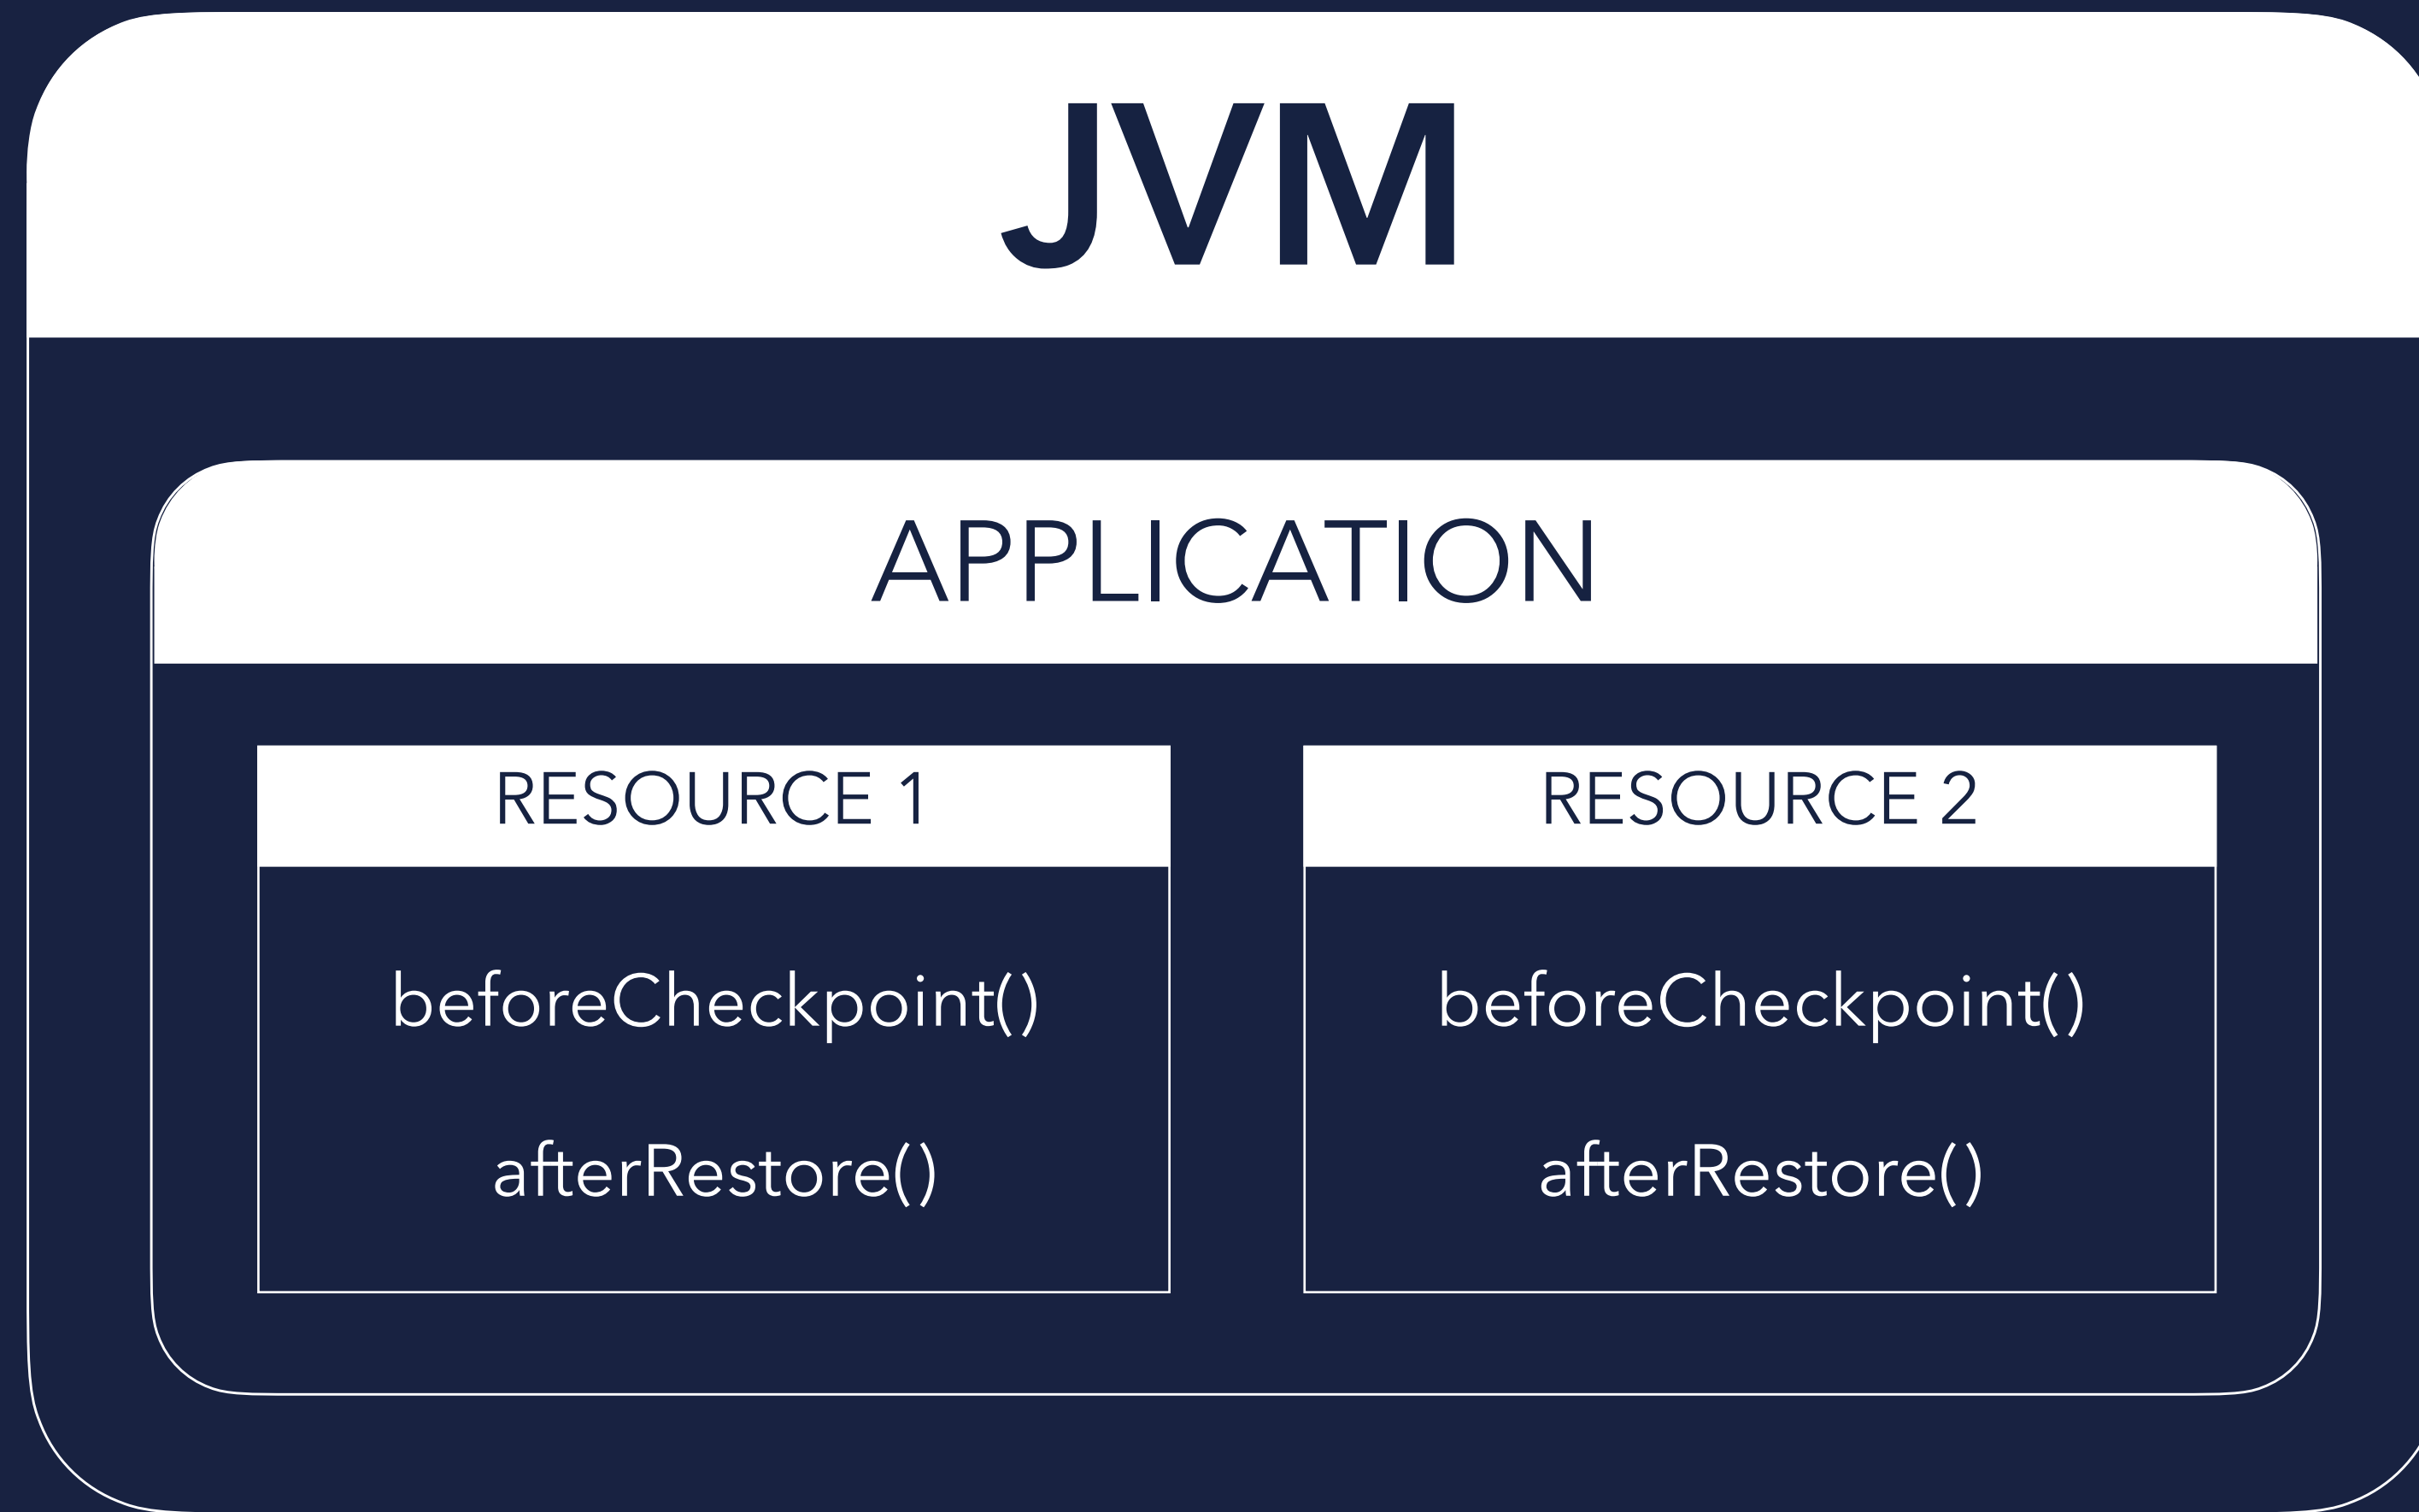 JVM
APPLICATION
RESOURCE 1
beforeCheckpoint()
afterRestore()
RESOURCE 2
beforeCheckpoint()
afterRestore()